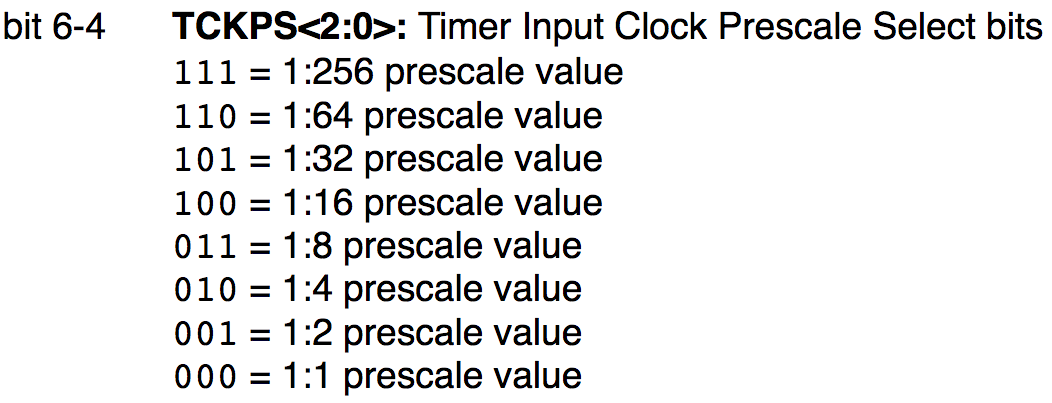 bit 6-4 TCKPS<2:0>: Timer Input Clock Prescale Select bits
111 = 1:256 prescale value
110 = 1:64 prescale value
101 = 1:32 prescale value
100 = 1:16 prescale value
011 = 1:8 prescale value
010 = 1:4 prescale value
001 = 1:2 prescale value
000 = 1:1 prescale value